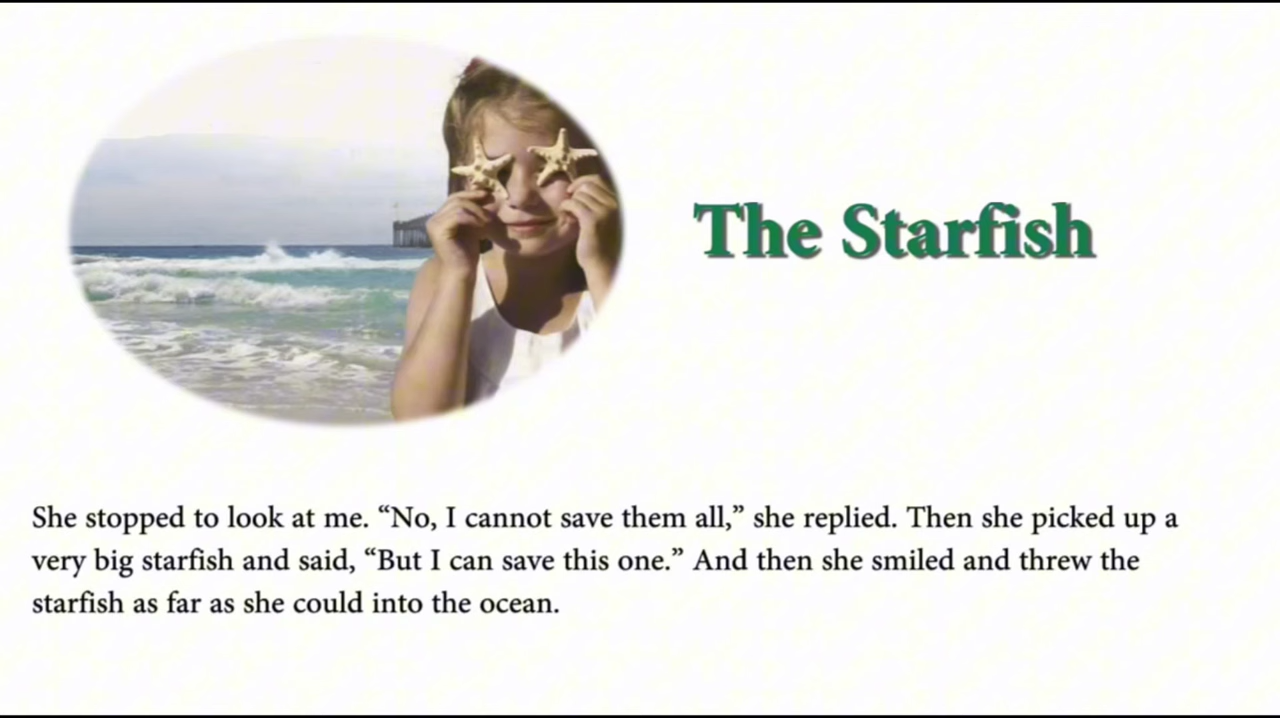 The Starfish
She stopped to look at me. “No, I cannot save them all,” she replied. Then she picked up a
very big starfish and said, “But I can save this one.” And then she smiled and threw the
starfish as far as she could into the ocean.